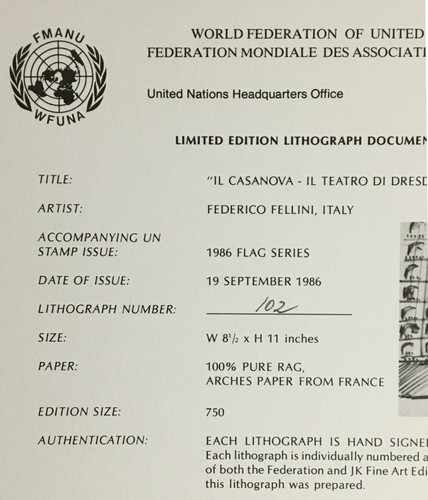 FMANU
WFUNA
WORLD FEDERATION OF UNITED
FEDERATION MONDIALE DES ASSOCIATI
United Nations Headquarters Office
LIMITED EDITION LITHOGRAPH DOCUMEN
TITLE: "IL CASANOVA - IL TEATRO DI DRESD
ARTIST: FEDERICO FELLINI, ITALY
ACCOMPANYING UN
STAMP ISSUE: 1986 FLAG SERIES
DATE OF ISSUE: 19 SEPTEMBER 1986
LITHOGRAPH NUMBER: 102
SIZE: W 8½ x H 11 inches
PAPER: 100% PURE RAG,
ARCHES PAPER FROM FRANCE
EDITION SIZE: 750
AUTHENTICATION: EACH LITHOGRAPH IS HAND SIGNE
Each lithograph is individually numbered a
of both the Federation and JK Fine Art Edi
this lithograph was prepared.